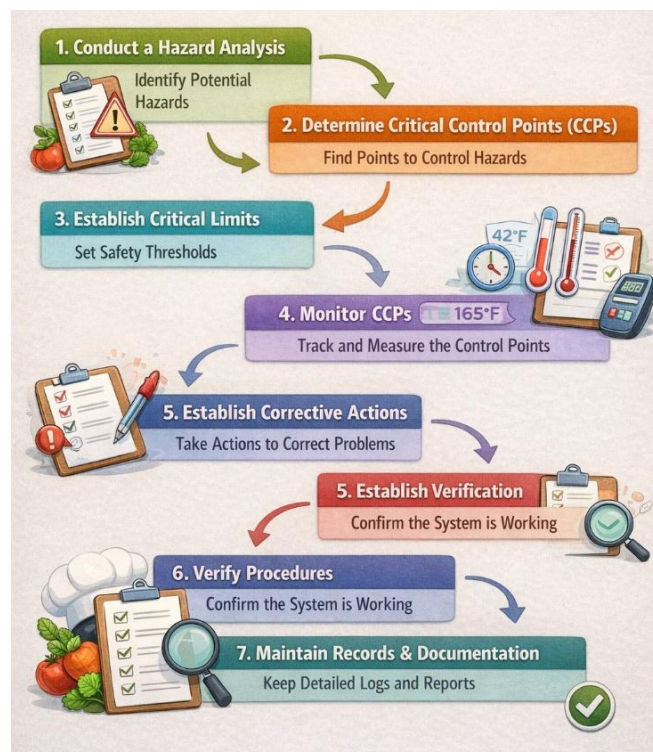 1. Conduct a Hazard Analysis
Identify Potential
Hazards
2. Determine Critical Control Points (CCPs)
Find Points to Control Hazards
3. Establish Critical Limits
Set Safety Thresholds
42°F
4. Monitor CCPs
165°F
Track and Measure the Control Points
5. Establish Corrective Actions
Take Actions to Correct Problems
5. Establish Verification
Confirm the System is Working
6. Verify Procedures
Confirm the System is Working
7. Maintain Records & Documentation
Keep Detailed Logs and Reports